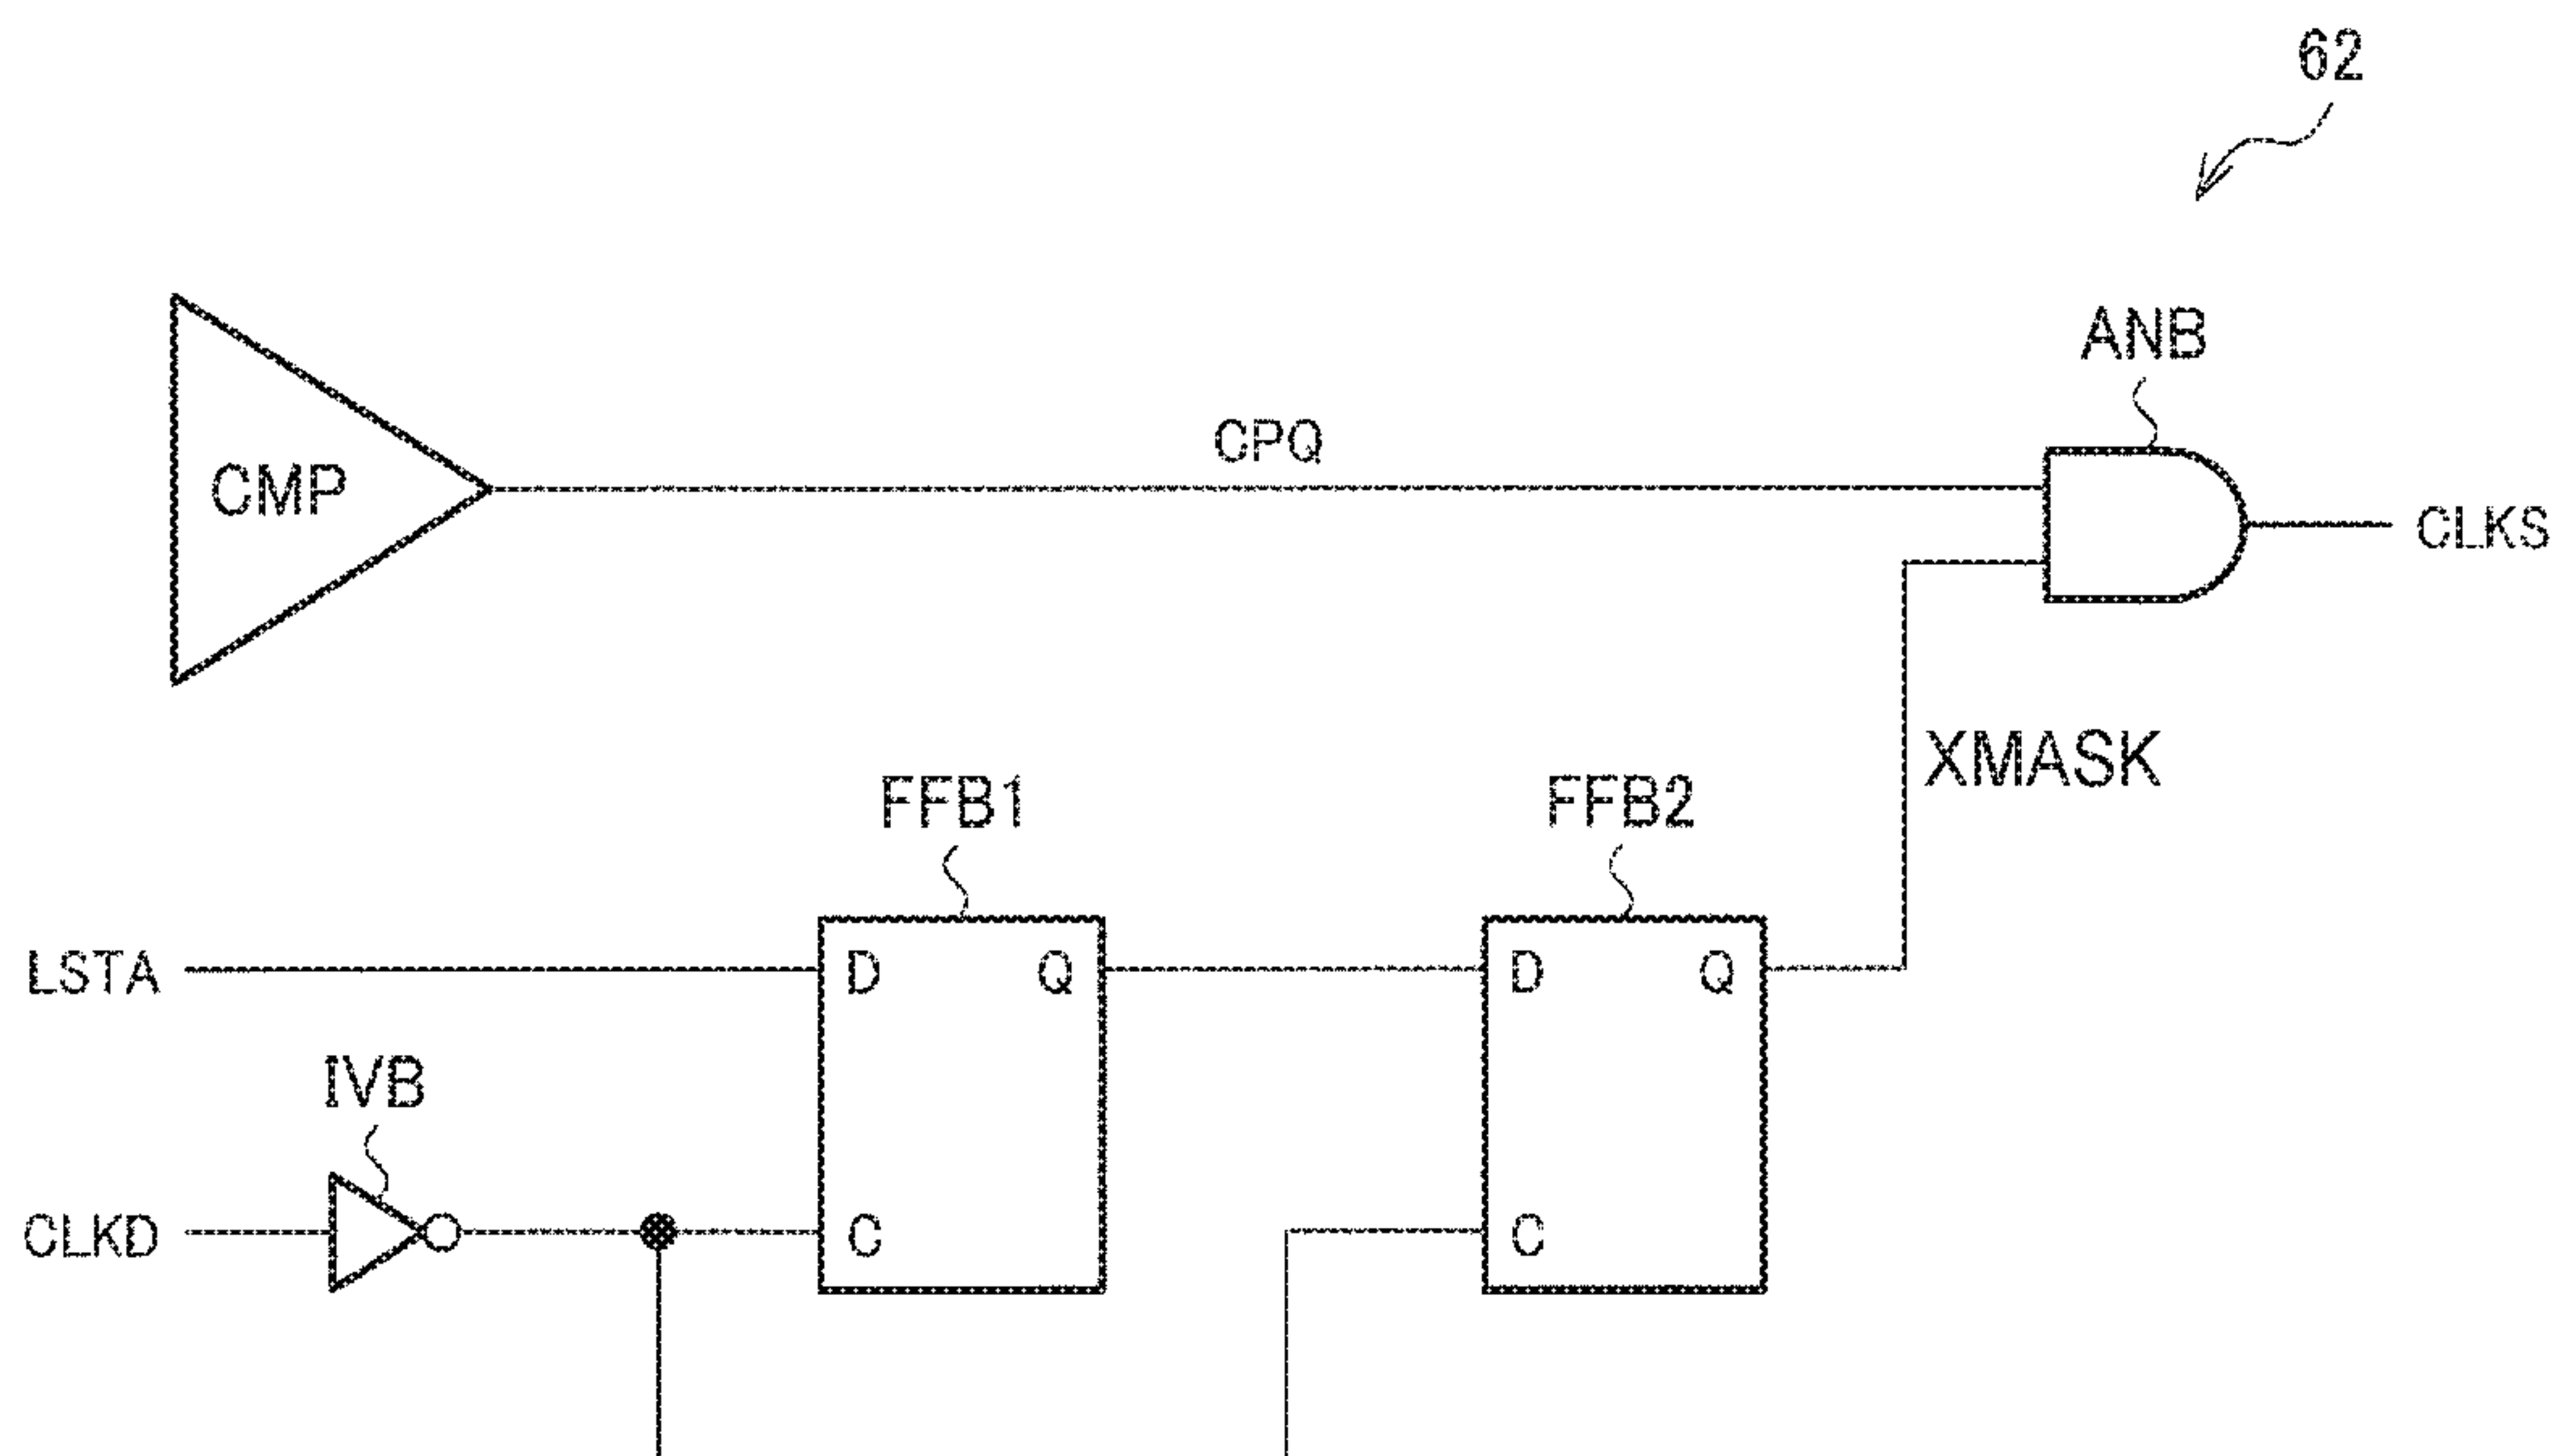 62
ANB
CPQ
CMP
CLKS
XMASK
FFB1
FFB2
LSTA
D
Q
D
Q
IVB
CLKD
C
C